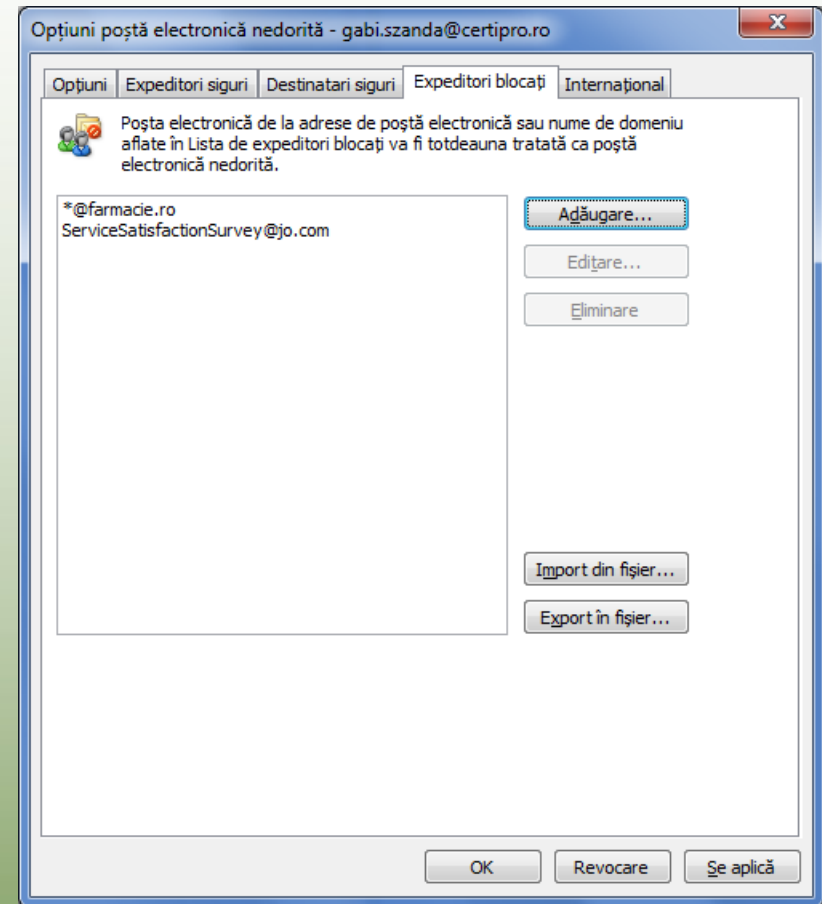 Opțiuni poștă electronică nedorită - gabi.szanda@certipro.ro
Opțiuni
Expeditori siguri
Destinatari siguri
Expeditori blocați
Internațional
Poșta electronică de la adrese de poștă electronică sau nume de domeniu
aflate în Lista de expeditori blocați va fi totdeauna tratată ca poștă
electronică nedorită.
*@farmacie.ro
ServiceSatisfactionSurvey@jo.com
Adăugare...
Editare...
Eliminare
Import din fișier...
Export în fișier...
OK
Revocare
Se aplică